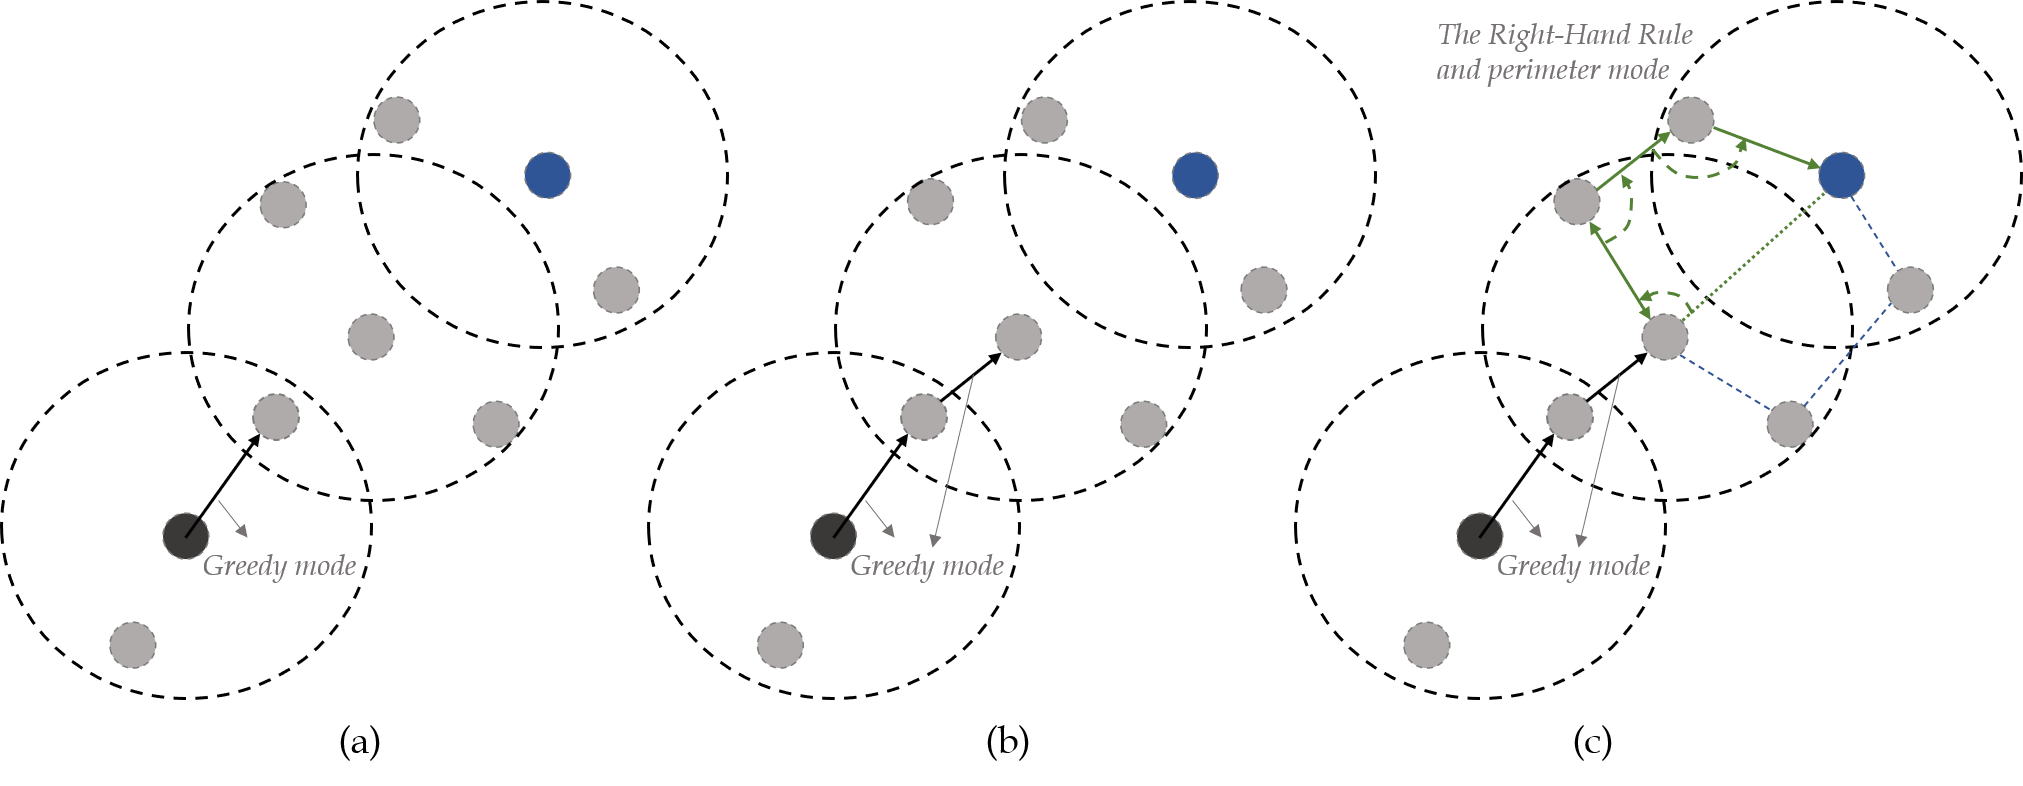 The Right-Hand Rule
and perimeter mode
Greedy mode
Greedy mode
Greedy mode
(a)
(b)
(c)